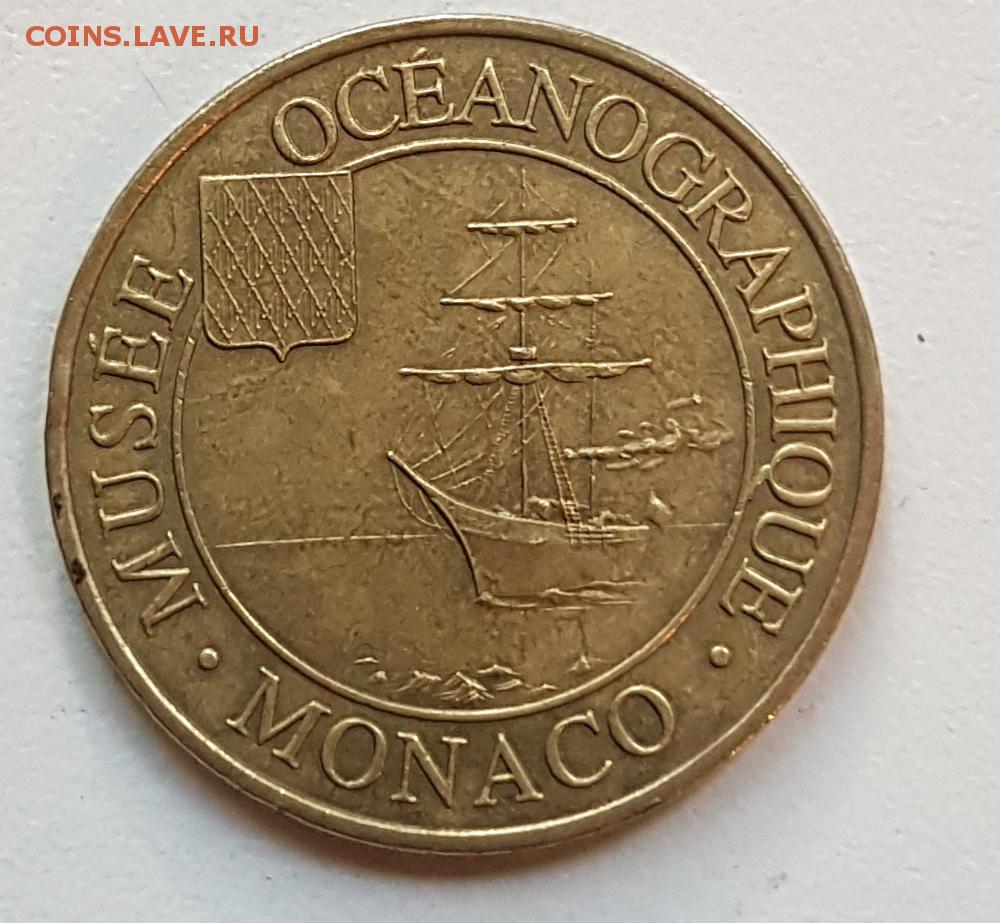 COINS.LAVE.RU
MUSÉE OCÉANOGRAPHIQUE
· MONACO ·